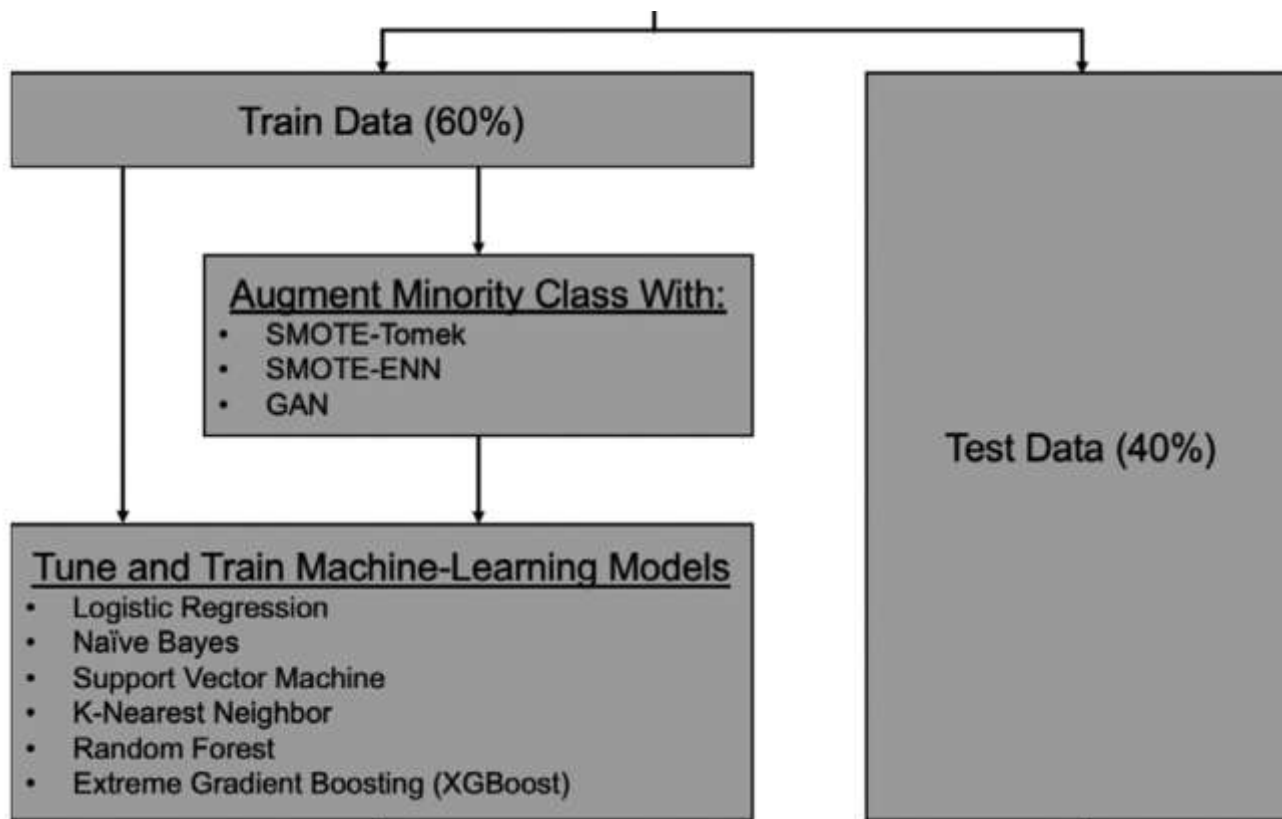 Train Data (60%)
Augment Minority Class With:
• SMOTE-Tomek
• SMOTE-ENN
• GAN
Test Data (40%)
Tune and Train Machine-Learning Models
• Logistic Regression
• Naïve Bayes
• Support Vector Machine
• K-Nearest Neighbor
• Random Forest
• Extreme Gradient Boosting (XGBoost)